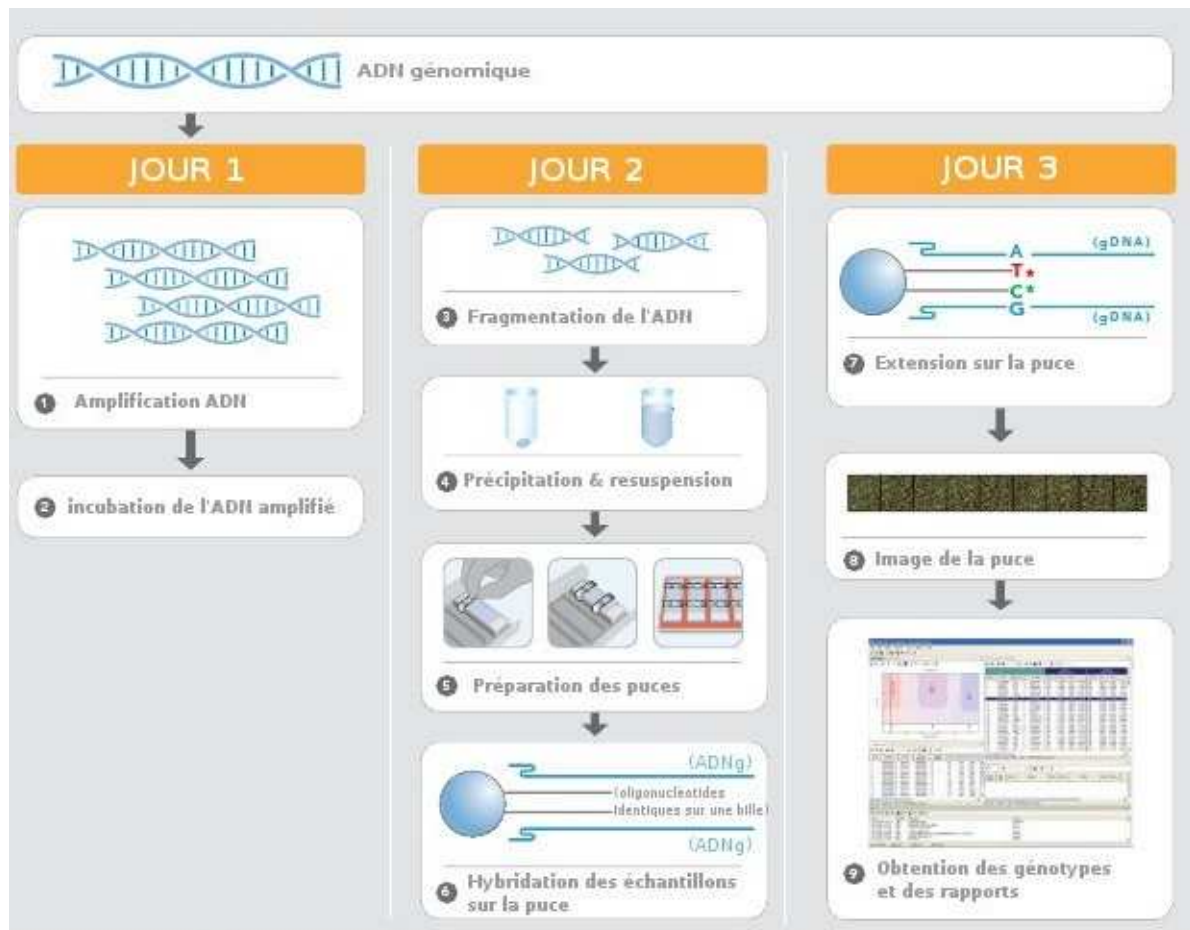 ADN génomique
JOUR 1
1 Amplification ADN
2 incubation de l'ADN amplifié
JOUR 2
3 Fragmentation de l'ADN
4 Précipitation & resuspension
5 Préparation des puces
(ADNg)
(oligonucléotides
identiques sur une bille)
(ADNg)
6 Hybridation des échantillons
sur la puce
JOUR 3
A (gDNA)
T*
C*
G (gDNA)
7 Extension sur la puce
8 Image de la puce
9 Obtention des génotypes
et des rapports